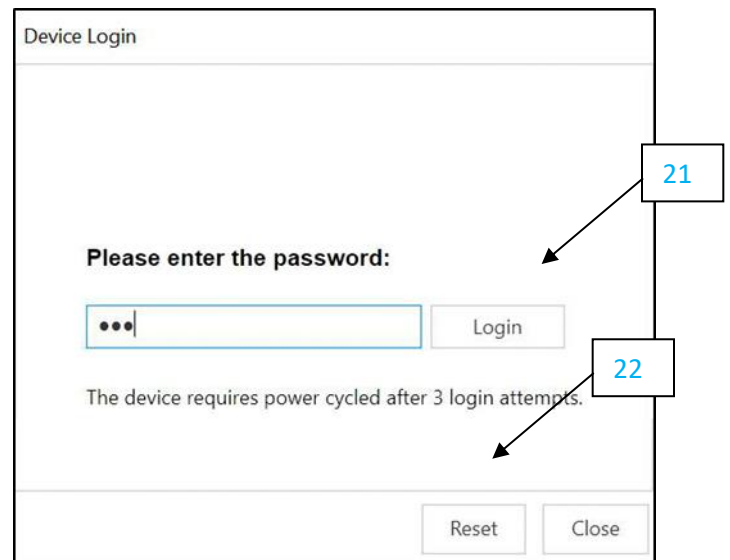 Device Login
21
Please enter the password:
●●● Login
22
The device requires power cycled after 3 login attempts.
Reset Close